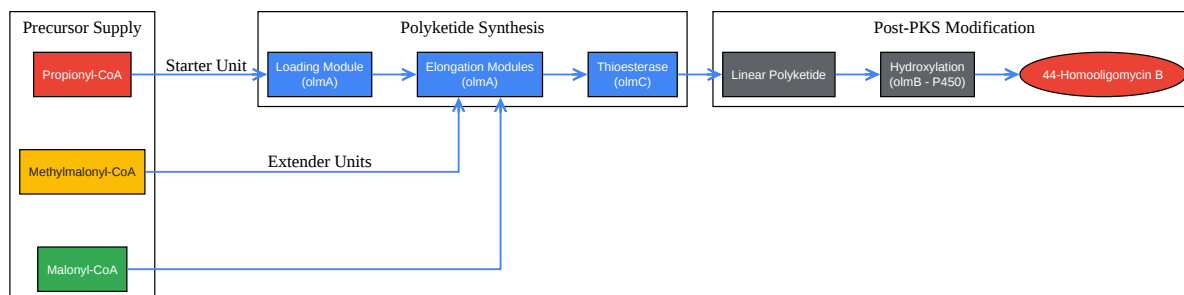 Precursor Supply
Propionyl-CoA
Methylmalonyl-CoA
Malonyl-CoA
Starter Unit
Extender Units
Polyketide Synthesis
Loading Module
(olmA)
Elongation Modules
(olmA)
Thioesterase
(olmC)
Post-PKS Modification
Linear Polyketide
Hydroxylation
(olmB - P450)
44-Homooligomycin B